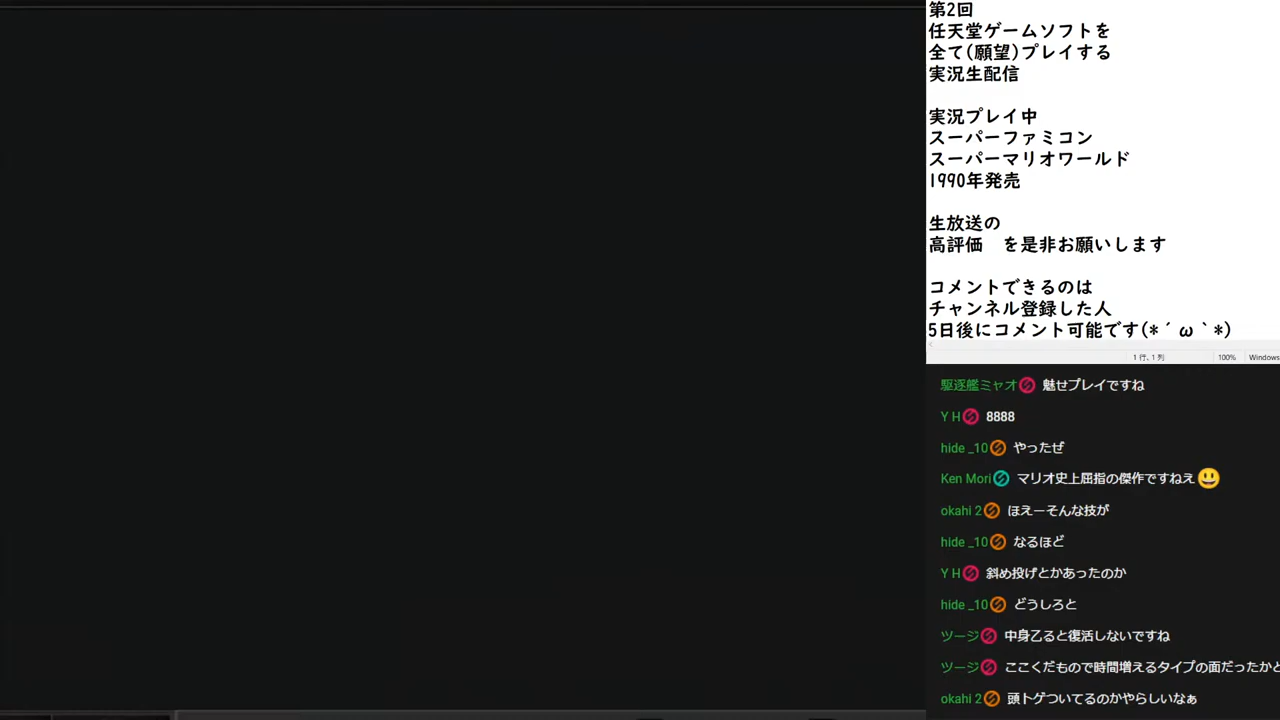 第2回
任天堂ゲームソフトを
全て(願望)プレイする
実況生配信
実況プレイ中
スーパーファミコン
スーパーマリオワールド
1990年発売
生放送の
高評価　を是非お願いします
コメントできるのは
チャンネル登録した人
5日後にコメント可能です(*´ω｀*)
1 行、1 列 100% Windows
駆逐艦ミャオ 魅せプレイですね
Y H 8888
hide _10 やったぜ
Ken Mori マリオ史上屈指の傑作ですねえ😃
okahi 2 ほえーそんな技が
hide _10 なるほど
Y H 斜め投げとかあったのか
hide _10 どうしろと
ツージ 中身乙ると復活しないですね
ツージ ここくだもので時間増えるタイプの面だったかと
okahi 2 頭トゲついてるのかやらしいなぁ